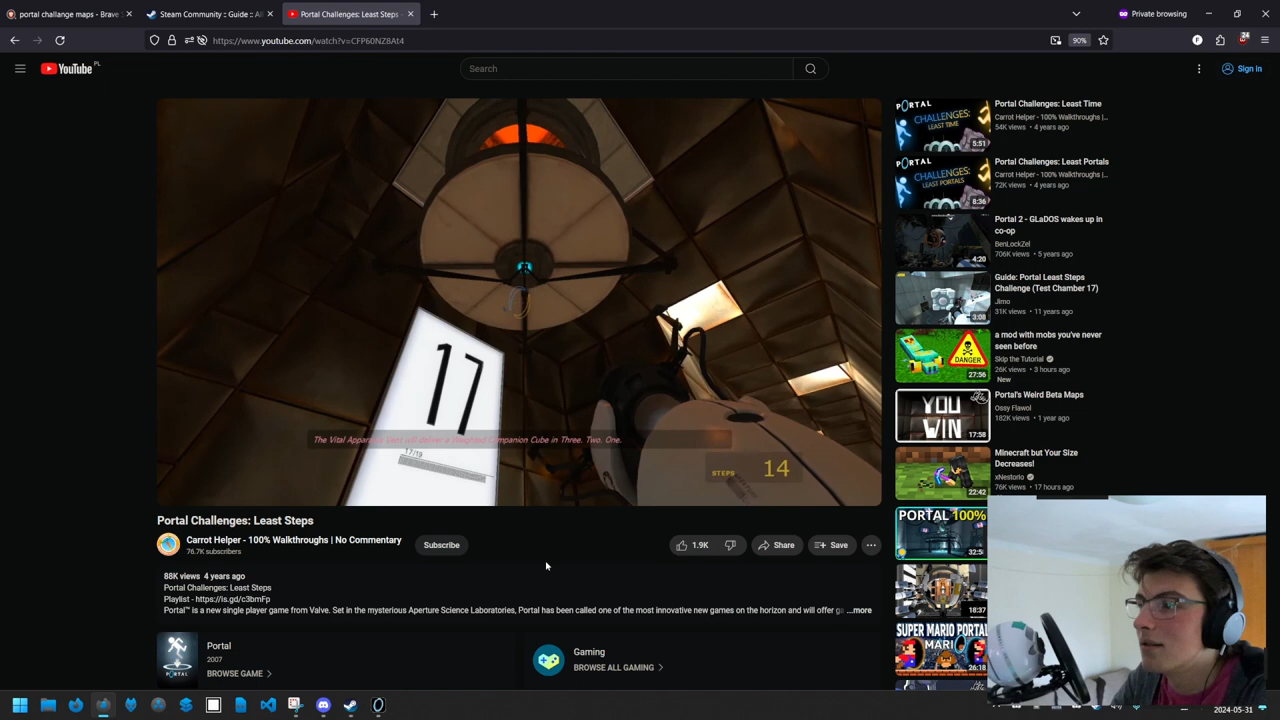 portal challange maps - Brave S
Steam Community :: Guide :: All
Portal Challenges: Least Steps -
Private browsing
https://www.youtube.com/watch?v=CFP60NZ8At4
90%
24
YouTube PL
Search
Sign in
17
17/19
The Vital Apparatus Vent will deliver a Weighted Companion Cube in Three. Two. One.
STEPS 14
Portal Challenges: Least Steps
Carrot Helper - 100% Walkthroughs | No Commentary
76.7K subscribers
Subscribe
1.9K
Share
Save
88K views 4 years ago
Portal Challenges: Least Steps
Playlist - https://is.gd/c3bmFp
Portal™ is a new single player game from Valve. Set in the mysterious Aperture Science Laboratories, Portal has been called one of the most innovative new games on the horizon and will offer ga ...more
Portal
2007
BROWSE GAME
Gaming
BROWSE ALL GAMING
PORTAL
CHALLENGES:
LEAST TIME
5:51
Portal Challenges: Least Time
Carrot Helper - 100% Walkthroughs |...
54K views • 4 years ago
PORTAL
CHALLENGES:
LEAST PORTALS
8:36
Portal Challenges: Least Portals
Carrot Helper - 100% Walkthroughs |...
72K views • 4 years ago
4:20
Portal 2 - GLaDOS wakes up in
co-op
BenLockZel
706K views • 5 years ago
3:08
Guide: Portal Least Steps
Challenge (Test Chamber 17)
Jimo
31K views • 11 years ago
DANGER
27:56
a mod with mobs you've never
seen before
Skip the Tutorial
26K views • 3 hours ago
New
YOU
WIN
17:58
Portal's Weird Beta Maps
Ossy Flawol
182K views • 1 year ago
22:42
Minecraft but Your Size
Decreases!
xNestorio
76K views • 17 hours ago
PORTAL 100%
32:5
18:37
SUPER MARIO PORTAL
MARI
26:18
2024-05-31